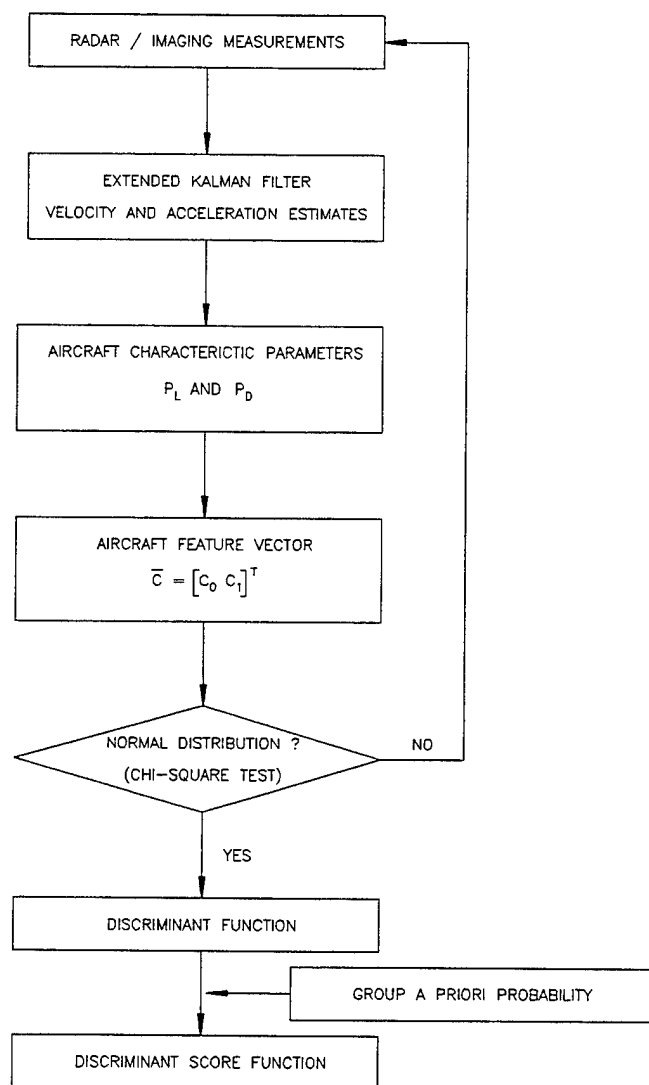 RADAR / IMAGING MEASUREMENTS
EXTENDED KALMAN FILTER
VELOCITY AND ACCELERATION ESTIMATES
AIRCRAFT CHARACTERICTIC PARAMETERS
P_L AND P_D
AIRCRAFT FEATURE VECTOR
C̅ = [C_0 C_1]^T
NORMAL DISTRIBUTION ?
(CHI-SQUARE TEST)
NO
YES
DISCRIMINANT FUNCTION
GROUP A PRIORI PROBABILITY
DISCRIMINANT SCORE FUNCTION